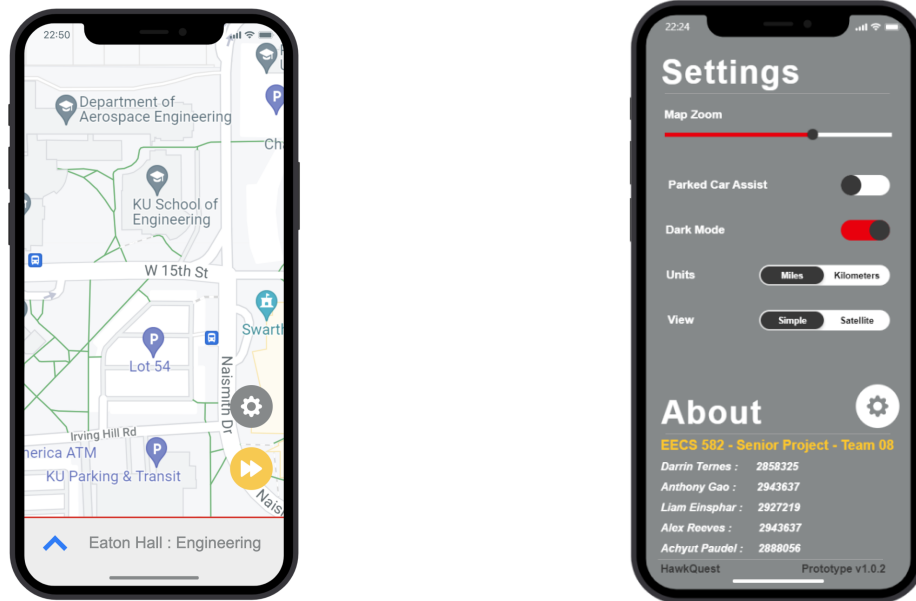 22:50
Department of
Aerospace Engineering
P
KU School of
Engineering
W 15th St
Swarth
P
Lot 54
Naismith Dr
Irving Hill Rd
merica ATM
P
KU Parking & Transit
Nais
Eaton Hall : Engineering
22:24
Settings
Map Zoom
Parked Car Assist
Dark Mode
Units Miles Kilometers
View Simple Satellite
About
EECS 582 - Senior Project - Team 08
Darrin Ternes : 2858325
Anthony Gao : 2943637
Liam Einsphar : 2927219
Alex Reeves : 2943637
Achyut Paudel : 2888056
HawkQuest Prototype v1.0.2